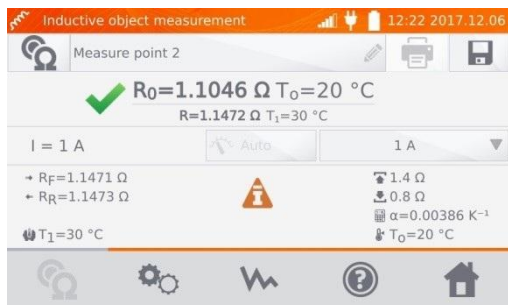 Inductive object measurement 12:22 2017.12.06
Measure point 2
R0=1.1046 Ω To=20 °C
R=1.1472 Ω T1=30 °C
I = 1 A Auto 1 A
RF=1.1471 Ω 1.4 Ω
RR=1.1473 Ω 0.8 Ω
α=0.00386 K⁻¹
T1=30 °C To=20 °C